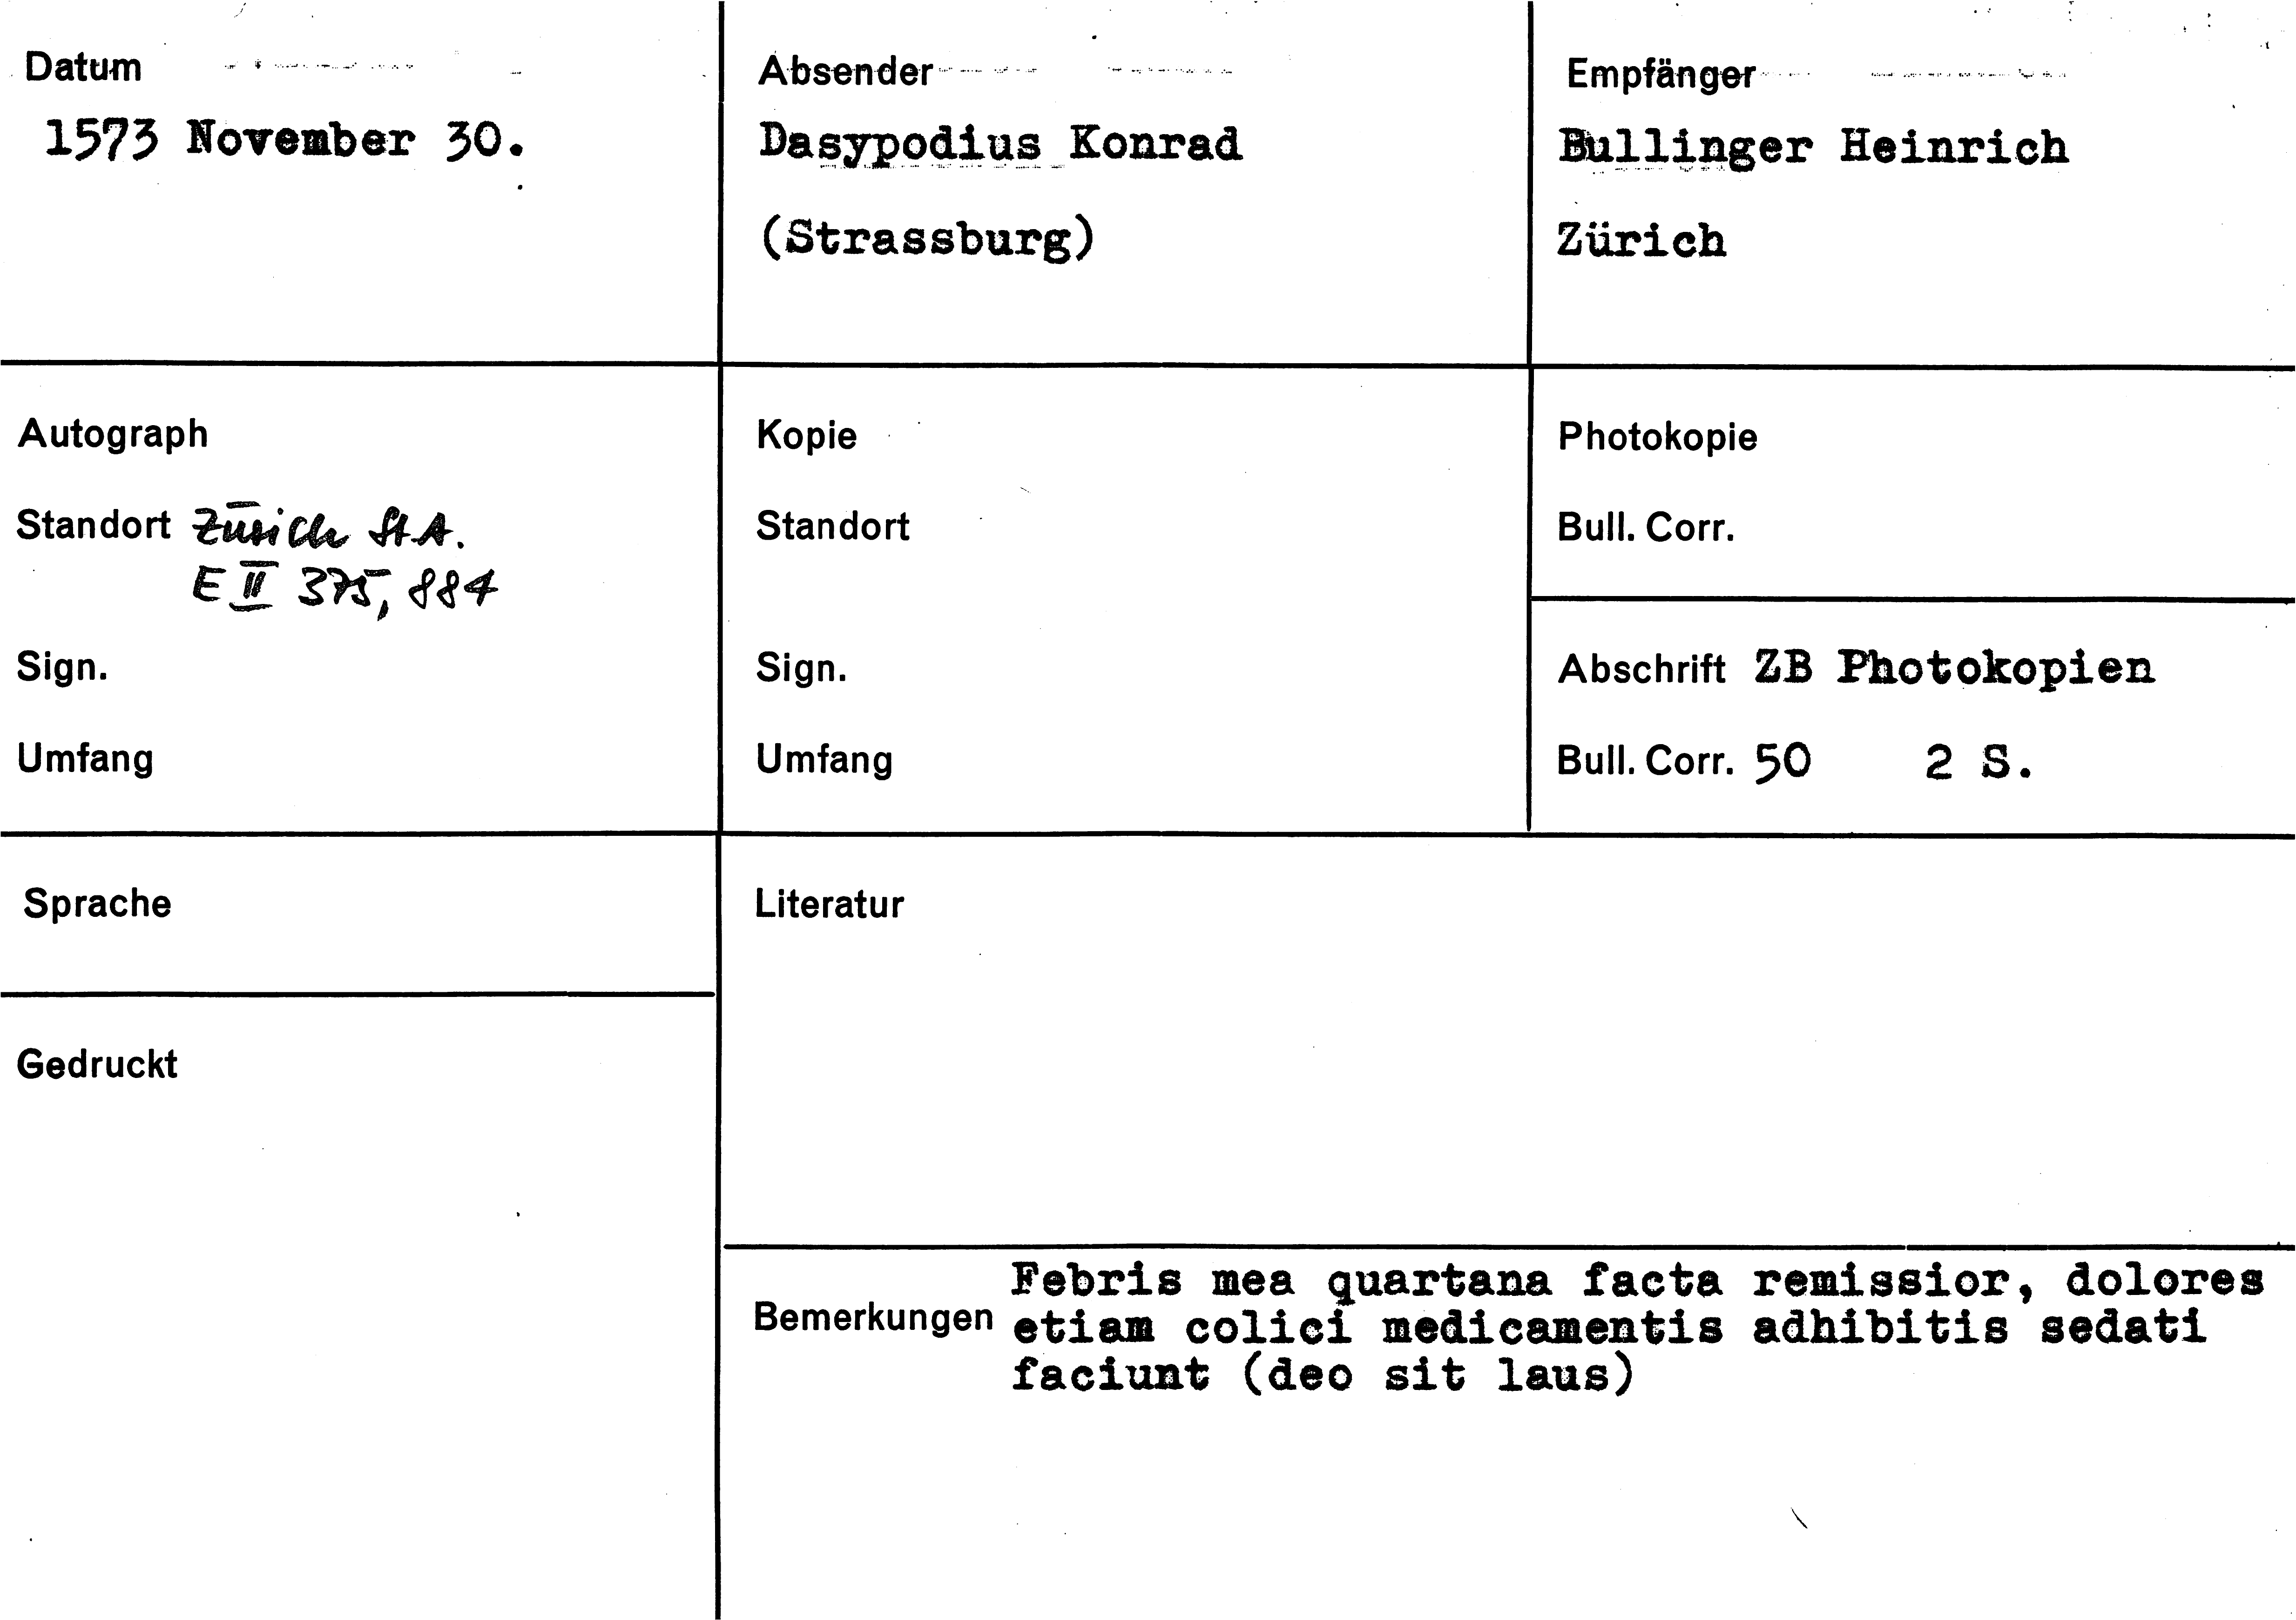 Datum
1573 November 30.
Absender
Dasypodius Konrad
(Strassburg)
Empfänger
Bullinger Heinrich
Zürich
Autograph
Standort Zürich StA.
E II 375, 884
Sign.
Umfang
Kopie
Standort
Sign.
Umfang
Photokopie
Bull. Corr.
Abschrift ZB Photokopien
Bull. Corr. 50 2 S.
Sprache
Gedruckt
Literatur
Bemerkungen
Febris mea quartana facta remissior, dolores
etiam colici medicamentis adhibitis sedati
faciunt (deo sit laus)